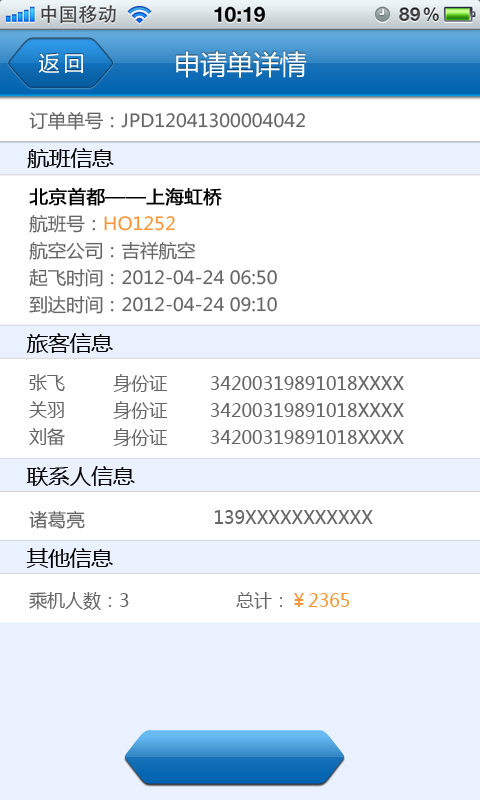 中国移动 10:19 89%
返回 申请单详情
订单单号：JPD12041300004042
航班信息
北京首都——上海虹桥
航班号：HO1252
航空公司：吉祥航空
起飞时间：2012-04-24 06:50
到达时间：2012-04-24 09:10
旅客信息
张飞 身份证 34200319891018XXXX
关羽 身份证 34200319891018XXXX
刘备 身份证 34200319891018XXXX
联系人信息
诸葛亮 139XXXXXXXXXXX
其他信息
乘机人数：3 总计：￥2365